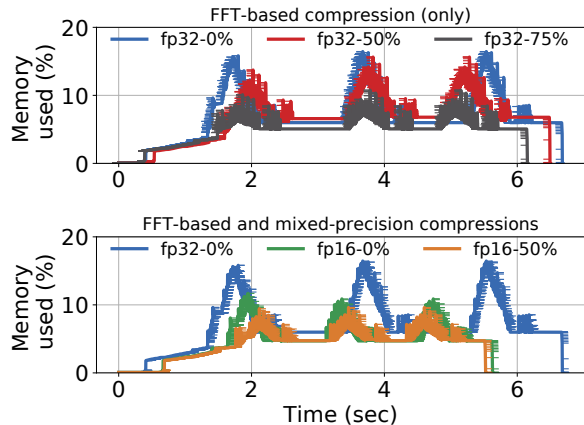 FFT-based compression (only)
20
fp32-0% fp32-50% fp32-75%
Memory
used (%)
10
0
0 2 4 6
FFT-based and mixed-precision compressions
20
fp32-0% fp16-0% fp16-50%
Memory
used (%)
10
0
0 2 4 6
Time (sec)